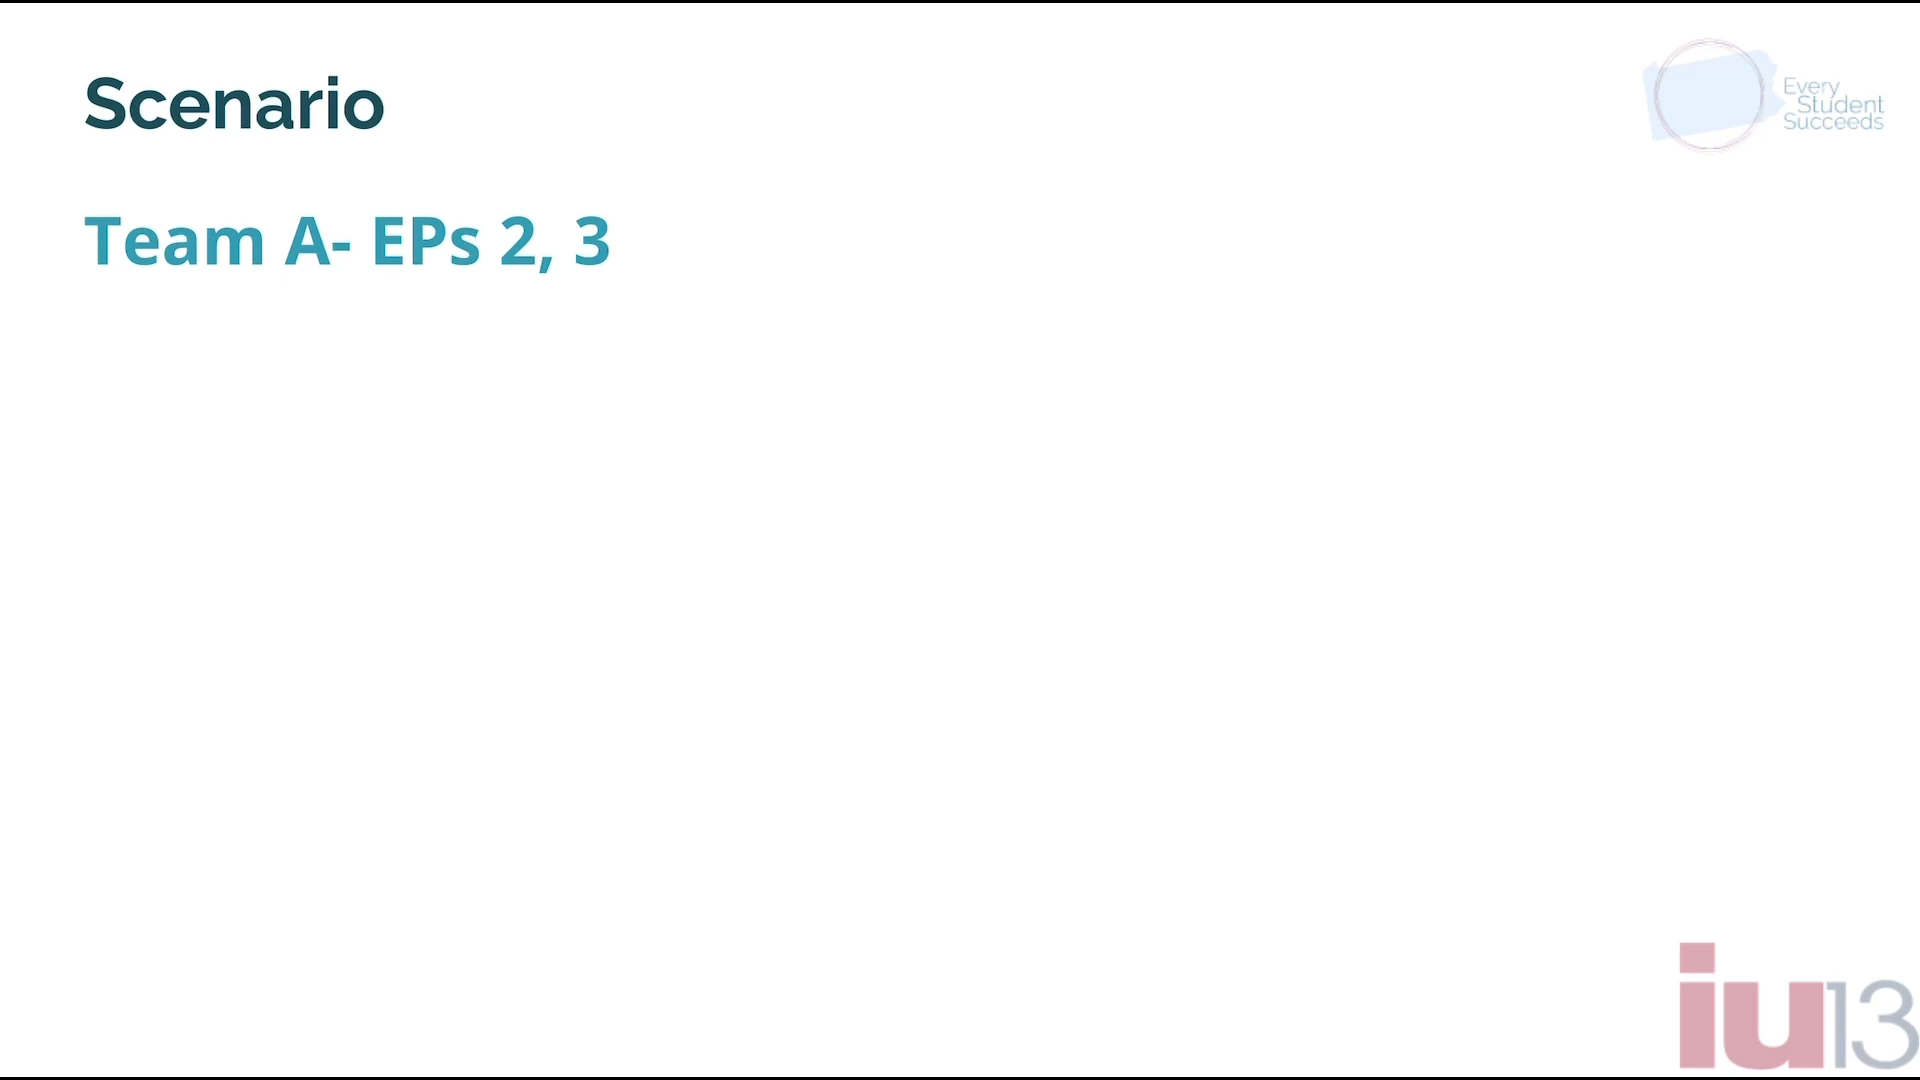 Scenario
Every
Student
Succeeds
Team A- EPs 2, 3
iu13